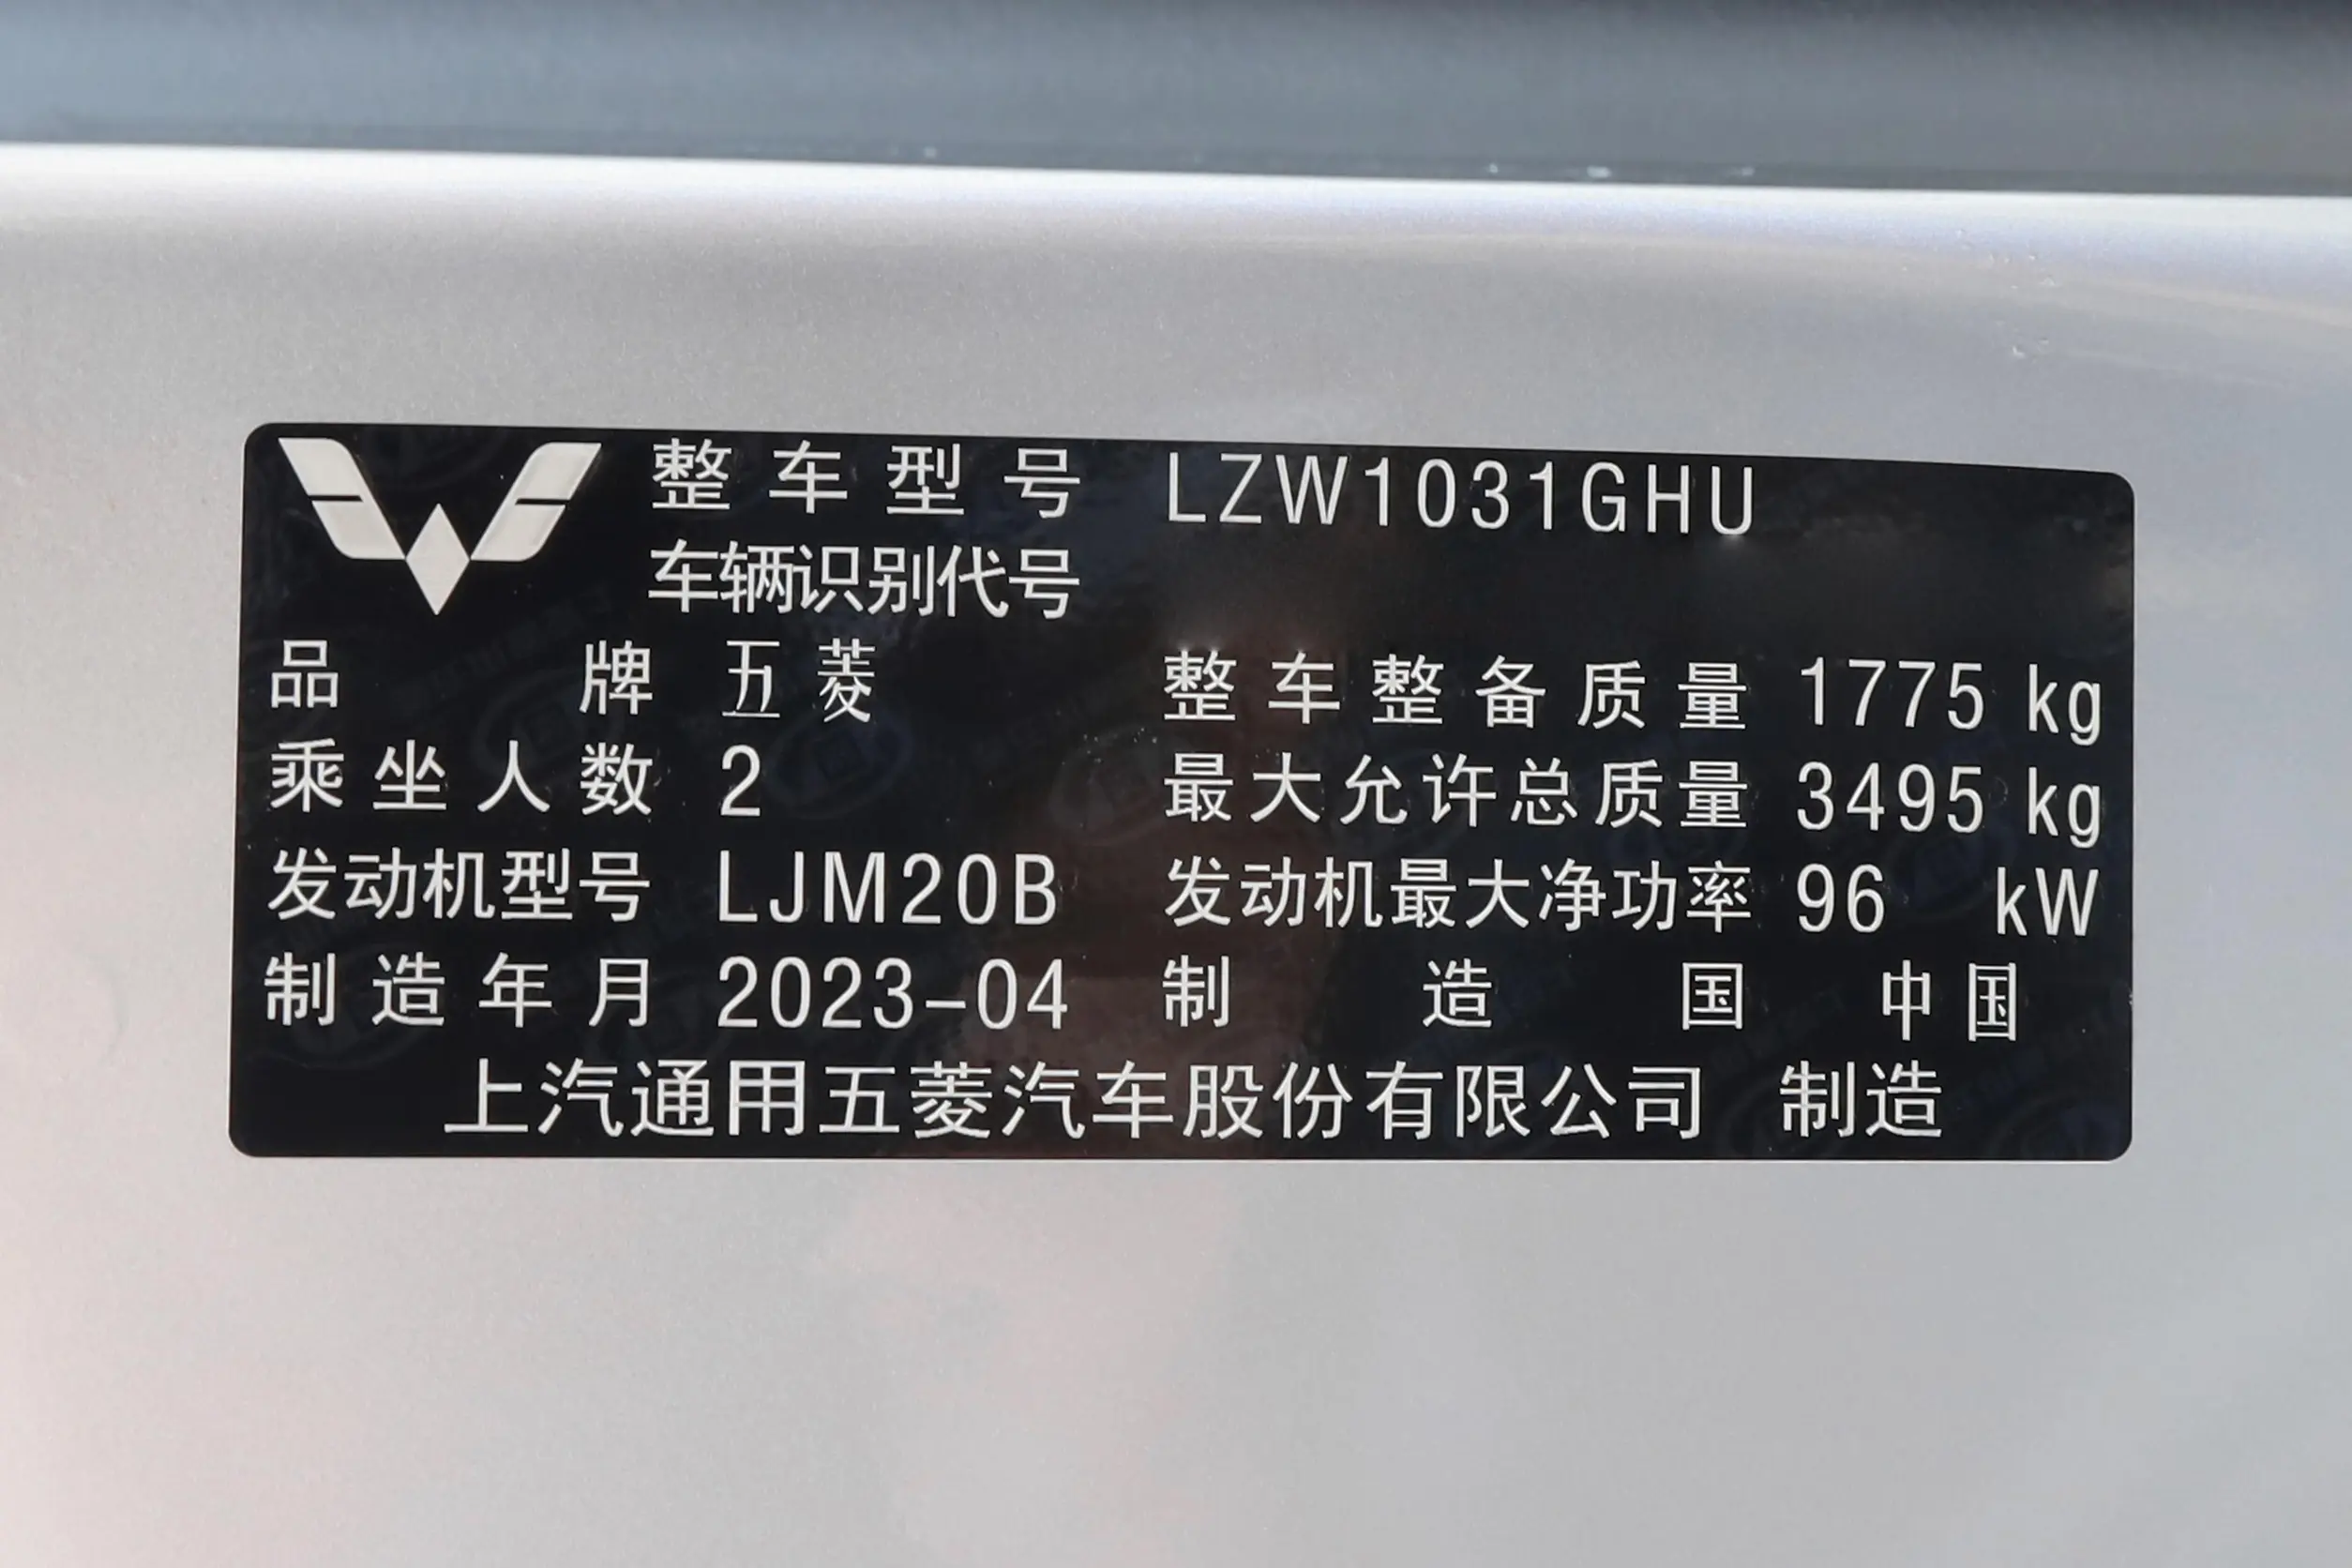 整车型号 LZW1031GHU
车辆识别代号
品牌 五菱 整车整备质量 1775 kg
乘坐人数 2 最大允许总质量 3495 kg
发动机型号 LJM20B 发动机最大净功率 96 kW
制造年月 2023-04 制造国 中国
上汽通用五菱汽车股份有限公司 制造